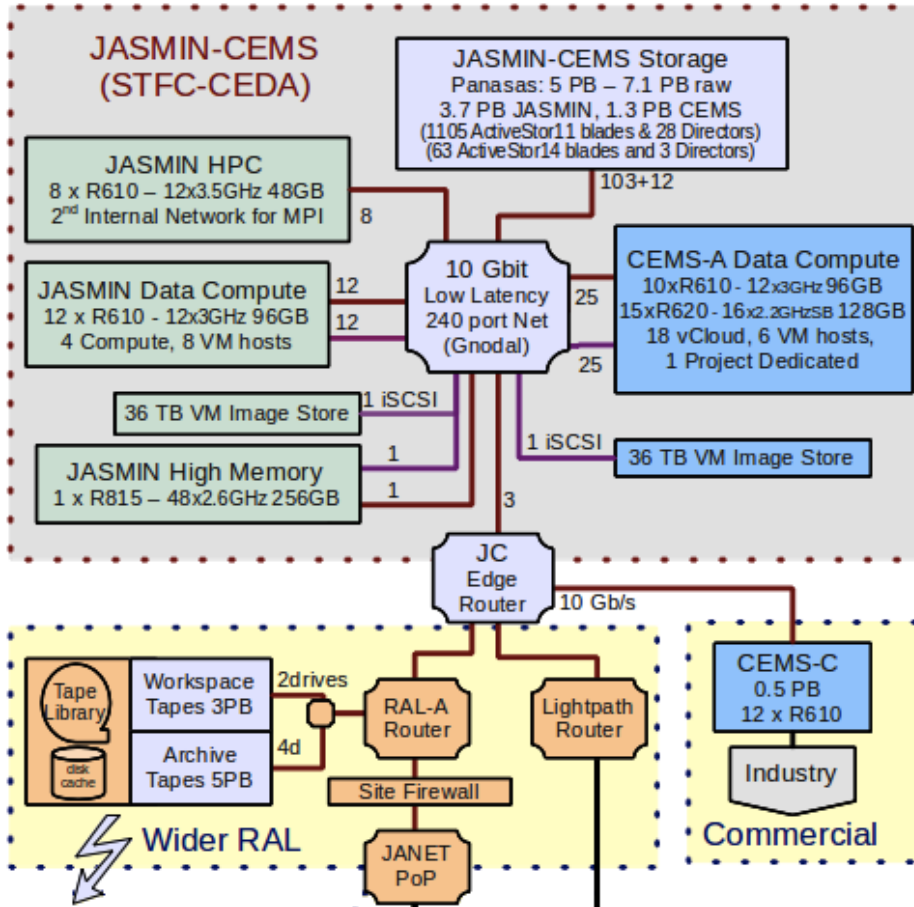 JASMIN-CEMS
(STFC-CEDA)
JASMIN-CEMS Storage
Panasas: 5 PB – 7.1 PB raw
3.7 PB JASMIN, 1.3 PB CEMS
(1105 ActiveStor11 blades & 28 Directors)
(63 ActiveStor14 blades and 3 Directors)
103+12
JASMIN HPC
8 x R610 – 12x3.5GHz 48GB
2nd Internal Network for MPI
8
10 Gbit
Low Latency
240 port Net
(Gnodal)
JASMIN Data Compute
12 x R610 - 12x3GHz 96GB
4 Compute, 8 VM hosts
12
12
CEMS-A Data Compute
10xR610 - 12x3GHz 96GB
15xR620 - 16x2.2GHzSB 128GB
18 vCloud, 6 VM hosts,
1 Project Dedicated
25
25
36 TB VM Image Store
1 iSCSI
1 iSCSI
36 TB VM Image Store
JASMIN High Memory
1 x R815 – 48x2.6GHz 256GB
1
1
3
JC
Edge
Router
10 Gb/s
Tape
Library
disk
cache
Workspace
Tapes 3PB
Archive
Tapes 5PB
2drives
4d
RAL-A
Router
Lightpath
Router
Site Firewall
JANET
PoP
Wider RAL
CEMS-C
0.5 PB
12 x R610
Industry
Commercial